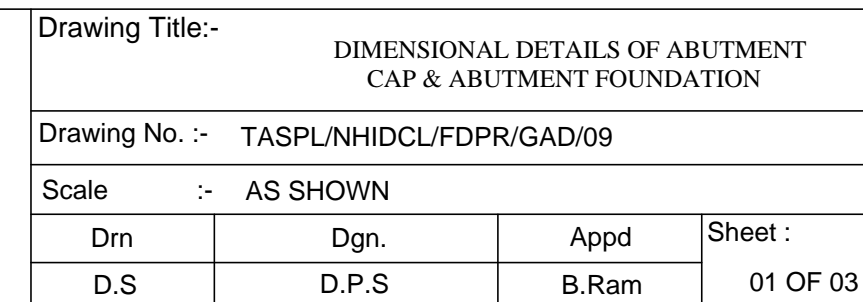 Drawing Title:-
DIMENSIONAL DETAILS OF ABUTMENT
CAP & ABUTMENT FOUNDATION
Drawing No. :- TASPL/NHIDCL/FDPR/GAD/09
Scale :- AS SHOWN
Drn Dgn. Appd Sheet :
D.S D.P.S B.Ram 01 OF 03